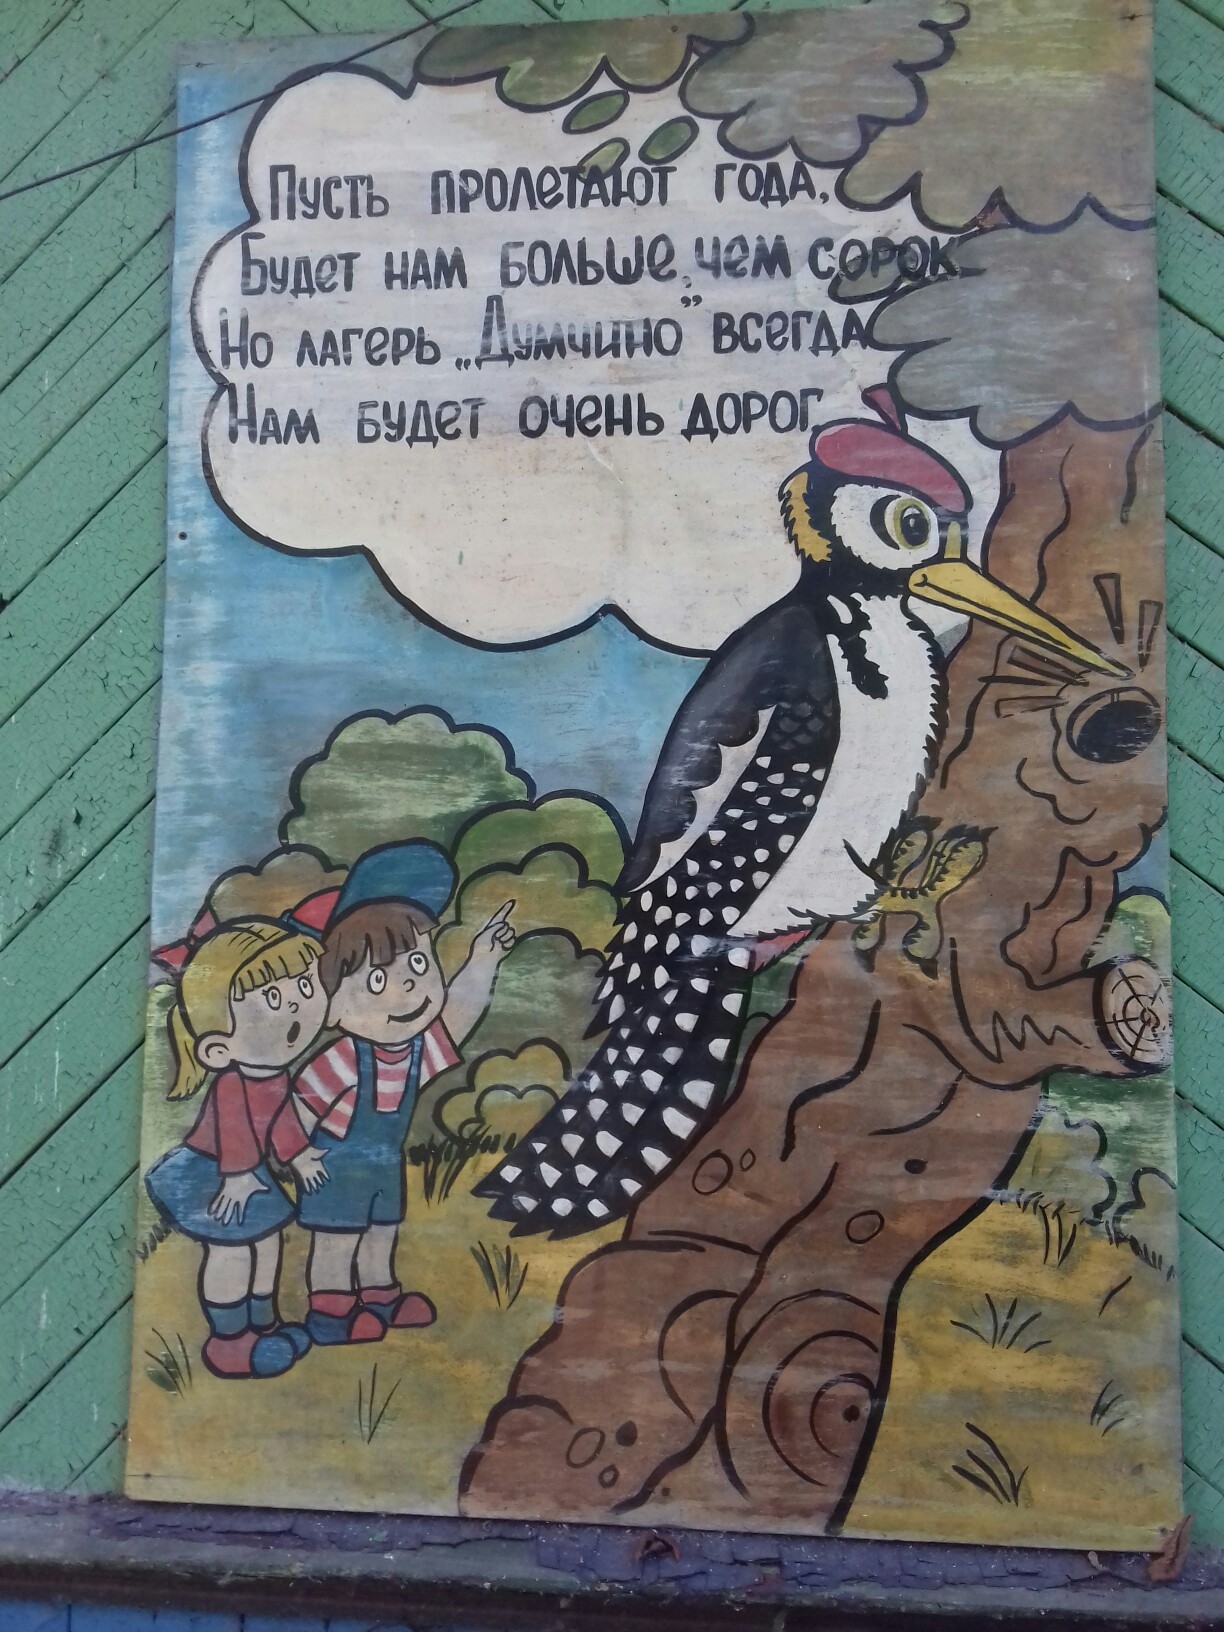 Пусть пролетают года,
Будет нам больше, чем сорок
Но лагерь „Думчино” всегда
Нам будет очень дорог.